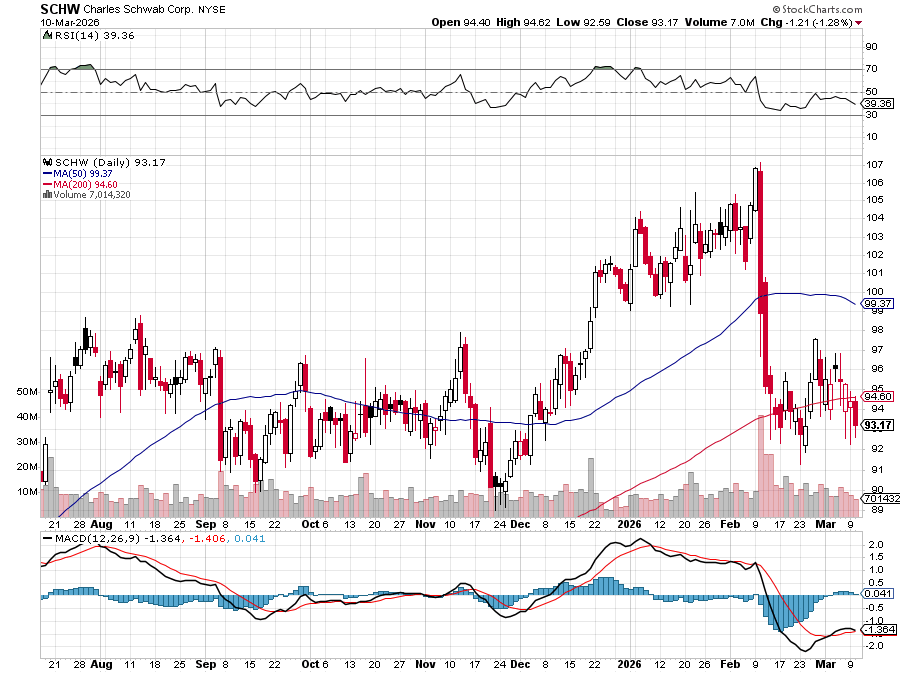 SCHW Charles Schwab Corp. NYSE © StockCharts.com
10-Mar-2026 Open 94.40 High 94.62 Low 92.59 Close 93.17 Volume 7.0M Chg -1.21 (-1.28%)
RSI(14) 39.36
90
70
50
39.36
30
10
SCHW (Daily) 93.17
MA(50) 99.37
MA(200) 94.60
Volume 7,014,320
107
106
105
104
103
102
101
100
99.37
99
98
97
96
95
94.60
94
93.17
92
91
90
701432
89
50M
40M
30M
20M
10M
21 28 Aug 11 18 25 Sep 8 15 22 Oct 6 13 20 27 Nov 10 17 24 Dec 8 15 22 2026 12 20 26 Feb 9 17 23 Mar 9
MACD(12,26,9) -1.364, -1.406, 0.041
2.0
1.5
1.0
0.5
0.041
-0.5
-1.0
-1.364
-2.0
21 28 Aug 11 18 25 Sep 8 15 22 Oct 6 13 20 27 Nov 10 17 24 Dec 8 15 22 2026 12 20 26 Feb 9 17 23 Mar 9